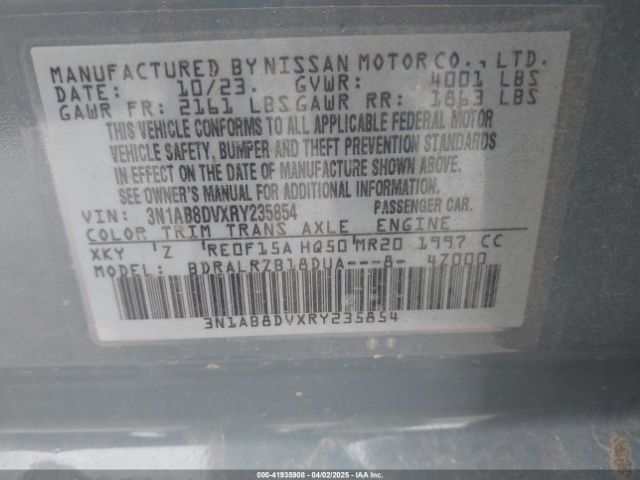 MANUFACTURED BY NISSAN MOTOR CO., LTD.
DATE: 10/23. GVWR: 4001 LBS
GAWR FR: 2161 LBS GAWR RR: 1863 LBS
THIS VEHICLE CONFORMS TO ALL APPLICABLE FEDERAL MOTOR
VEHICLE SAFETY, BUMPER AND THEFT PREVENTION STANDARDS
IN EFFECT ON THE DATE OF MANUFACTURE SHOWN ABOVE.
SEE OWNER'S MANUAL FOR ADDITIONAL INFORMATION.
VIN: 3N1AB8DVXRY235854 PASSENGER CAR.
COLOR TRIM TRANS AXLE ENGINE
XKY Z RE0F15A HQ50 MR20 1997 CC
MODEL: BDRALRZB18DUA---8- 4Z000
3N1AB8DVXRY235854
000-41935908 - 04/02/2025 - IAA Inc.